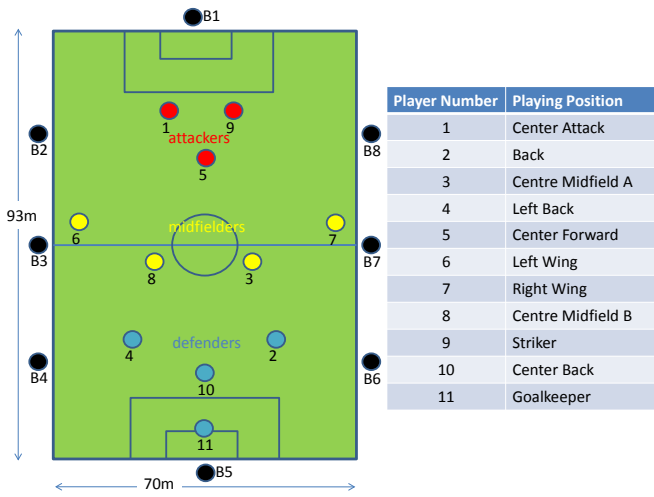 B1
1
9
attackers
5
B2
B8
93m
6
midfielders
7
B3
B7
8
3
4
defenders
2
B4
B6
10
11
B5
70m
Player Number Playing Position
1 Center Attack
2 Back
3 Centre Midfield A
4 Left Back
5 Center Forward
6 Left Wing
7 Right Wing
8 Centre Midfield B
9 Striker
10 Center Back
11 Goalkeeper